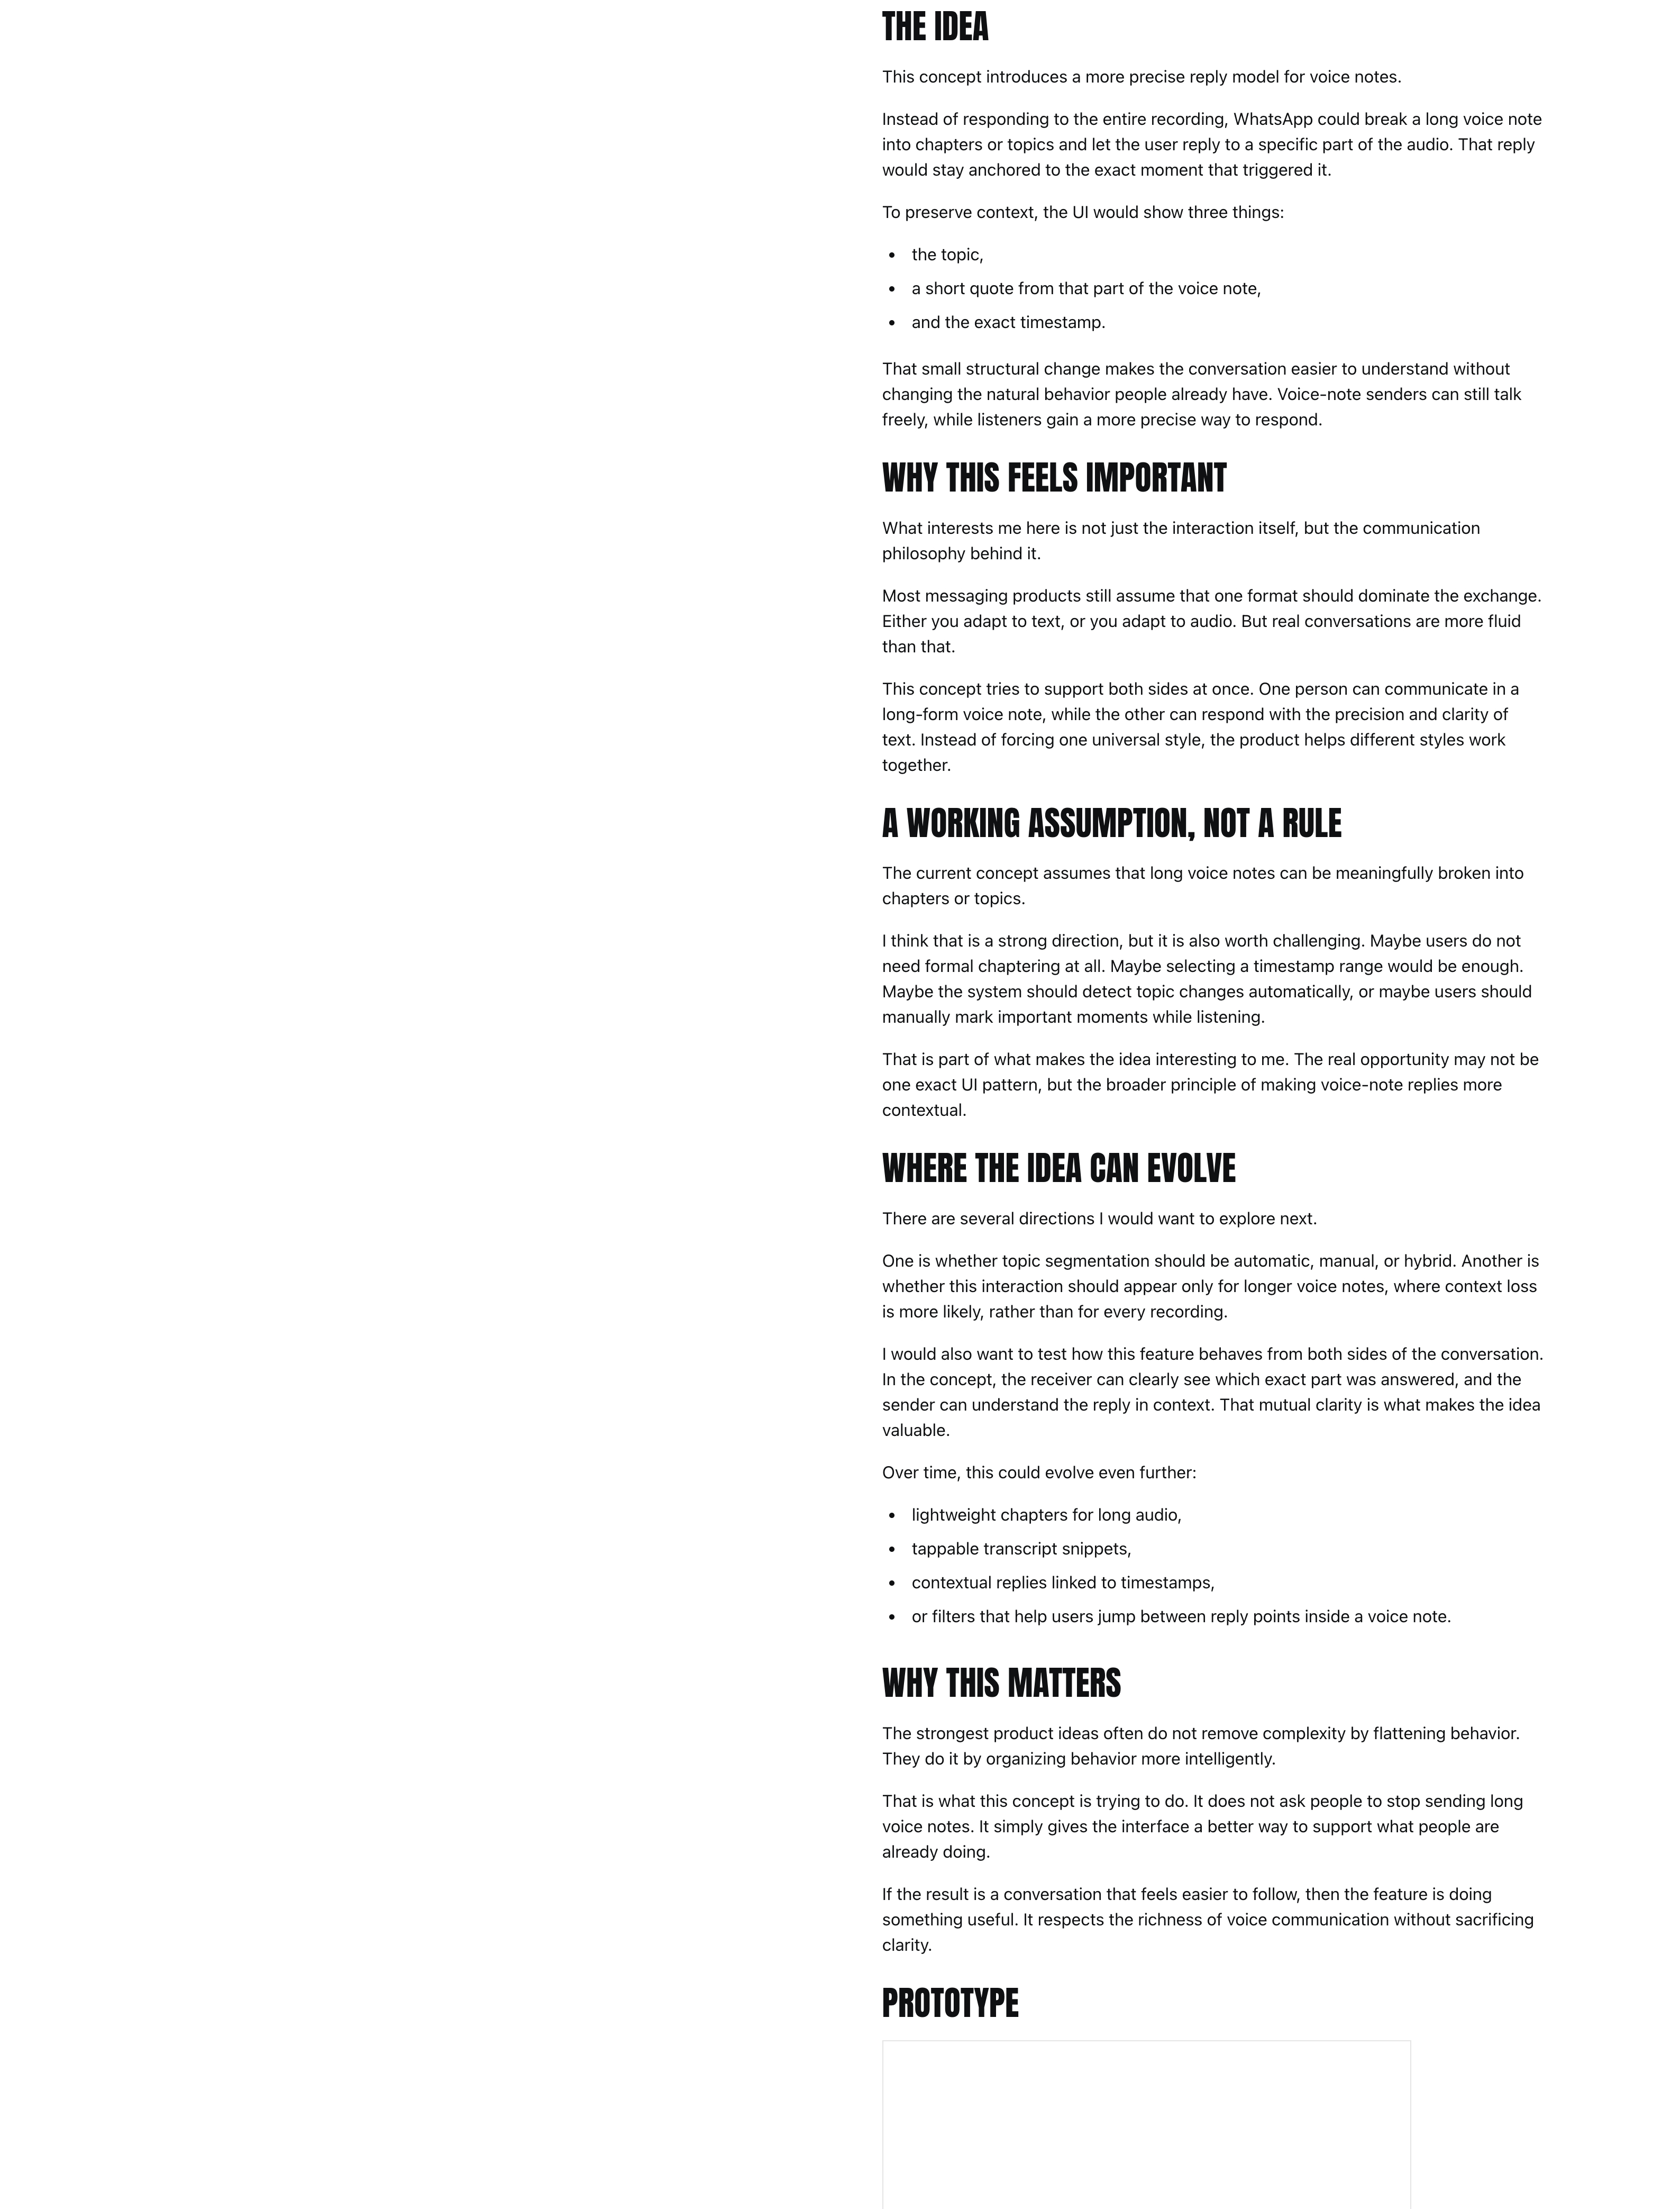 THE IDEA
This concept introduces a more precise reply model for voice notes.
Instead of responding to the entire recording, WhatsApp could break a long voice note
into chapters or topics and let the user reply to a specific part of the audio. That reply
would stay anchored to the exact moment that triggered it.
To preserve context, the UI would show three things:
• the topic,
• a short quote from that part of the voice note,
• and the exact timestamp.
That small structural change makes the conversation easier to understand without
changing the natural behavior people already have. Voice-note senders can still talk
freely, while listeners gain a more precise way to respond.
WHY THIS FEELS IMPORTANT
What interests me here is not just the interaction itself, but the communication
philosophy behind it.
Most messaging products still assume that one format should dominate the exchange.
Either you adapt to text, or you adapt to audio. But real conversations are more fluid
than that.
This concept tries to support both sides at once. One person can communicate in a
long-form voice note, while the other can respond with the precision and clarity of
text. Instead of forcing one universal style, the product helps different styles work
together.
A WORKING ASSUMPTION, NOT A RULE
The current concept assumes that long voice notes can be meaningfully broken into
chapters or topics.
I think that is a strong direction, but it is also worth challenging. Maybe users do not
need formal chaptering at all. Maybe selecting a timestamp range would be enough.
Maybe the system should detect topic changes automatically, or maybe users should
manually mark important moments while listening.
That is part of what makes the idea interesting to me. The real opportunity may not be
one exact UI pattern, but the broader principle of making voice-note replies more
contextual.
WHERE THE IDEA CAN EVOLVE
There are several directions I would want to explore next.
One is whether topic segmentation should be automatic, manual, or hybrid. Another is
whether this interaction should appear only for longer voice notes, where context loss
is more likely, rather than for every recording.
I would also want to test how this feature behaves from both sides of the conversation.
In the concept, the receiver can clearly see which exact part was answered, and the
sender can understand the reply in context. That mutual clarity is what makes the idea
valuable.
Over time, this could evolve even further:
• lightweight chapters for long audio,
• tappable transcript snippets,
• contextual replies linked to timestamps,
• or filters that help users jump between reply points inside a voice note.
WHY THIS MATTERS
The strongest product ideas often do not remove complexity by flattening behavior.
They do it by organizing behavior more intelligently.
That is what this concept is trying to do. It does not ask people to stop sending long
voice notes. It simply gives the interface a better way to support what people are
already doing.
If the result is a conversation that feels easier to follow, then the feature is doing
something useful. It respects the richness of voice communication without sacrificing
clarity.
PROTOTYPE